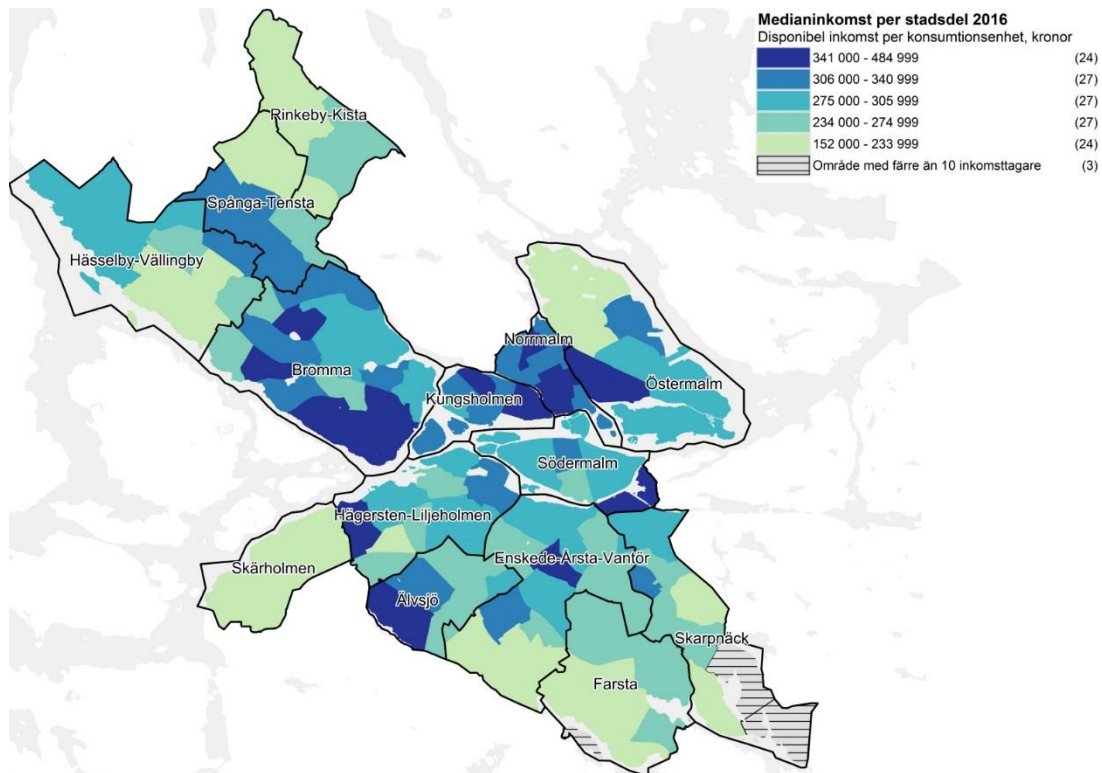 Medianinkomst per stadsdel 2016
Disponibel inkomst per konsumtionsenhet, kronor
341 000 - 484 999 (24)
306 000 - 340 999 (27)
275 000 - 305 999 (27)
234 000 - 274 999 (27)
152 000 - 233 999 (24)
Område med färre än 10 inkomsttagare (3)
Rinkeby-Kista
Spånga-Tensta
Hässelby-Vällingby
Norrmalm
Bromma
Östermalm
Kungsholmen
Södermalm
Hägersten-Liljeholmen
Enskede-Årsta-Vantör
Skärholmen
Älvsjö
Skarpnäck
Farsta